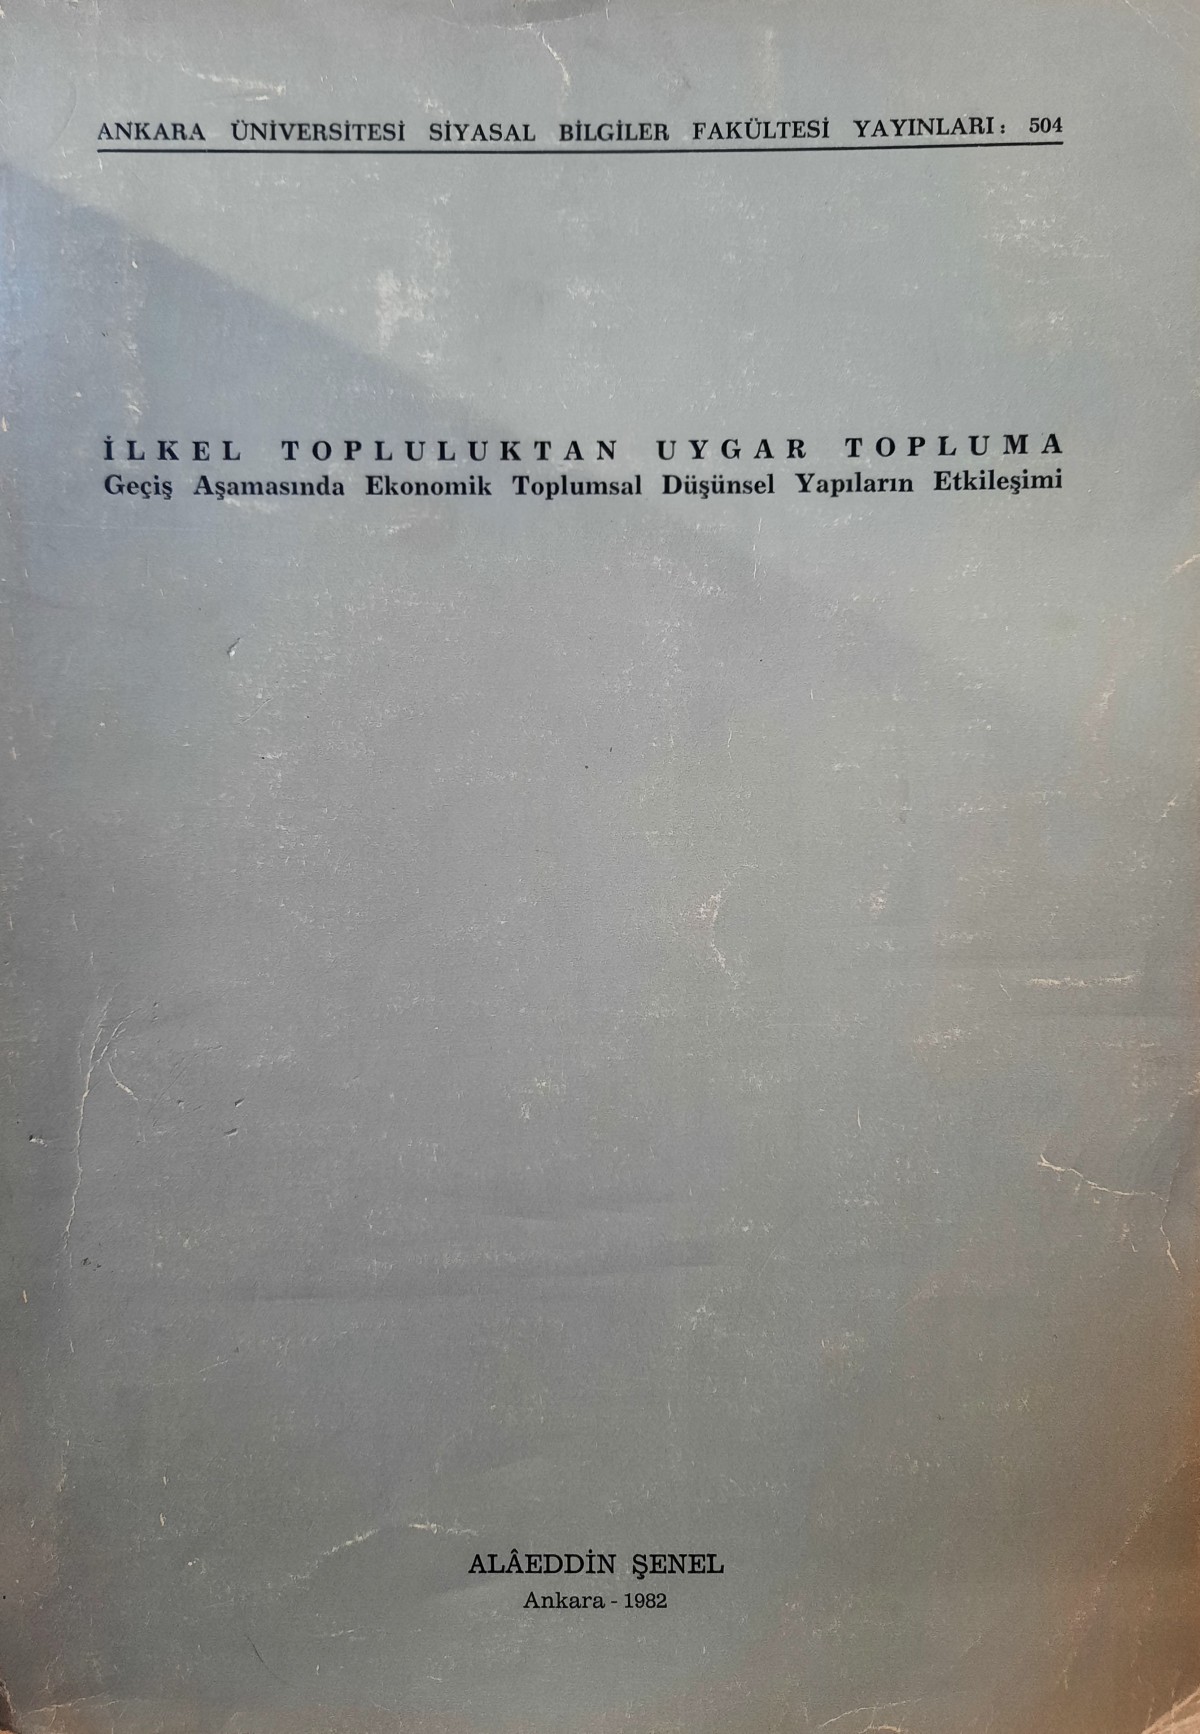 ANKARA ÜNİVERSİTESİ SİYASAL BİLGİLER FAKÜLTESİ YAYINLARI: 504
İLKEL TOPLULUKTAN UYGAR TOPLUMA
Geçiş Aşamasında Ekonomik Toplumsal Düşünsel Yapıların Etkileşimi
ALÂEDDİN ŞENEL
Ankara - 1982